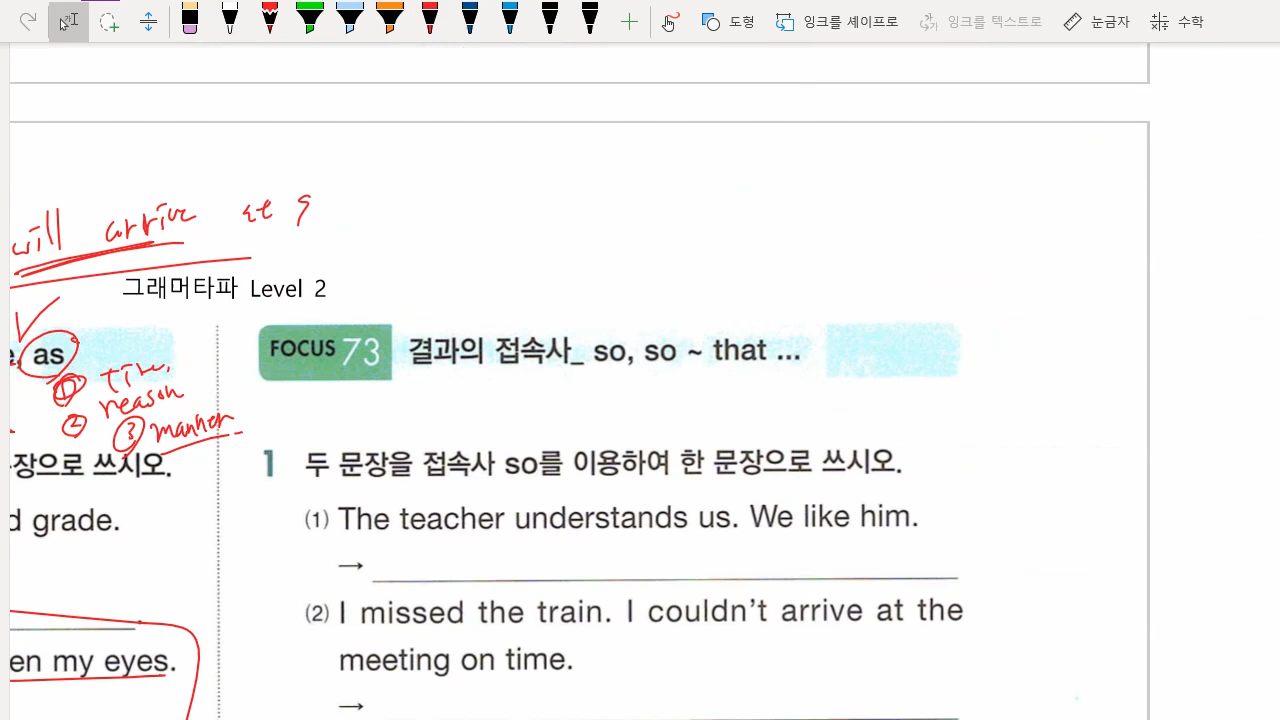 도형
잉크를 셰이프로
잉크를 텍스트로
눈금자
수학
will arrive at 9
그래머타파 Level 2
as
① time,
reason
②
③ manner
장으로 쓰시오.
d grade.
en my eyes.
FOCUS 73 결과의 접속사_ so, so ~ that ...
1 두 문장을 접속사 so를 이용하여 한 문장으로 쓰시오.
(1) The teacher understands us. We like him.
→
(2) I missed the train. I couldn't arrive at the
meeting on time.
→